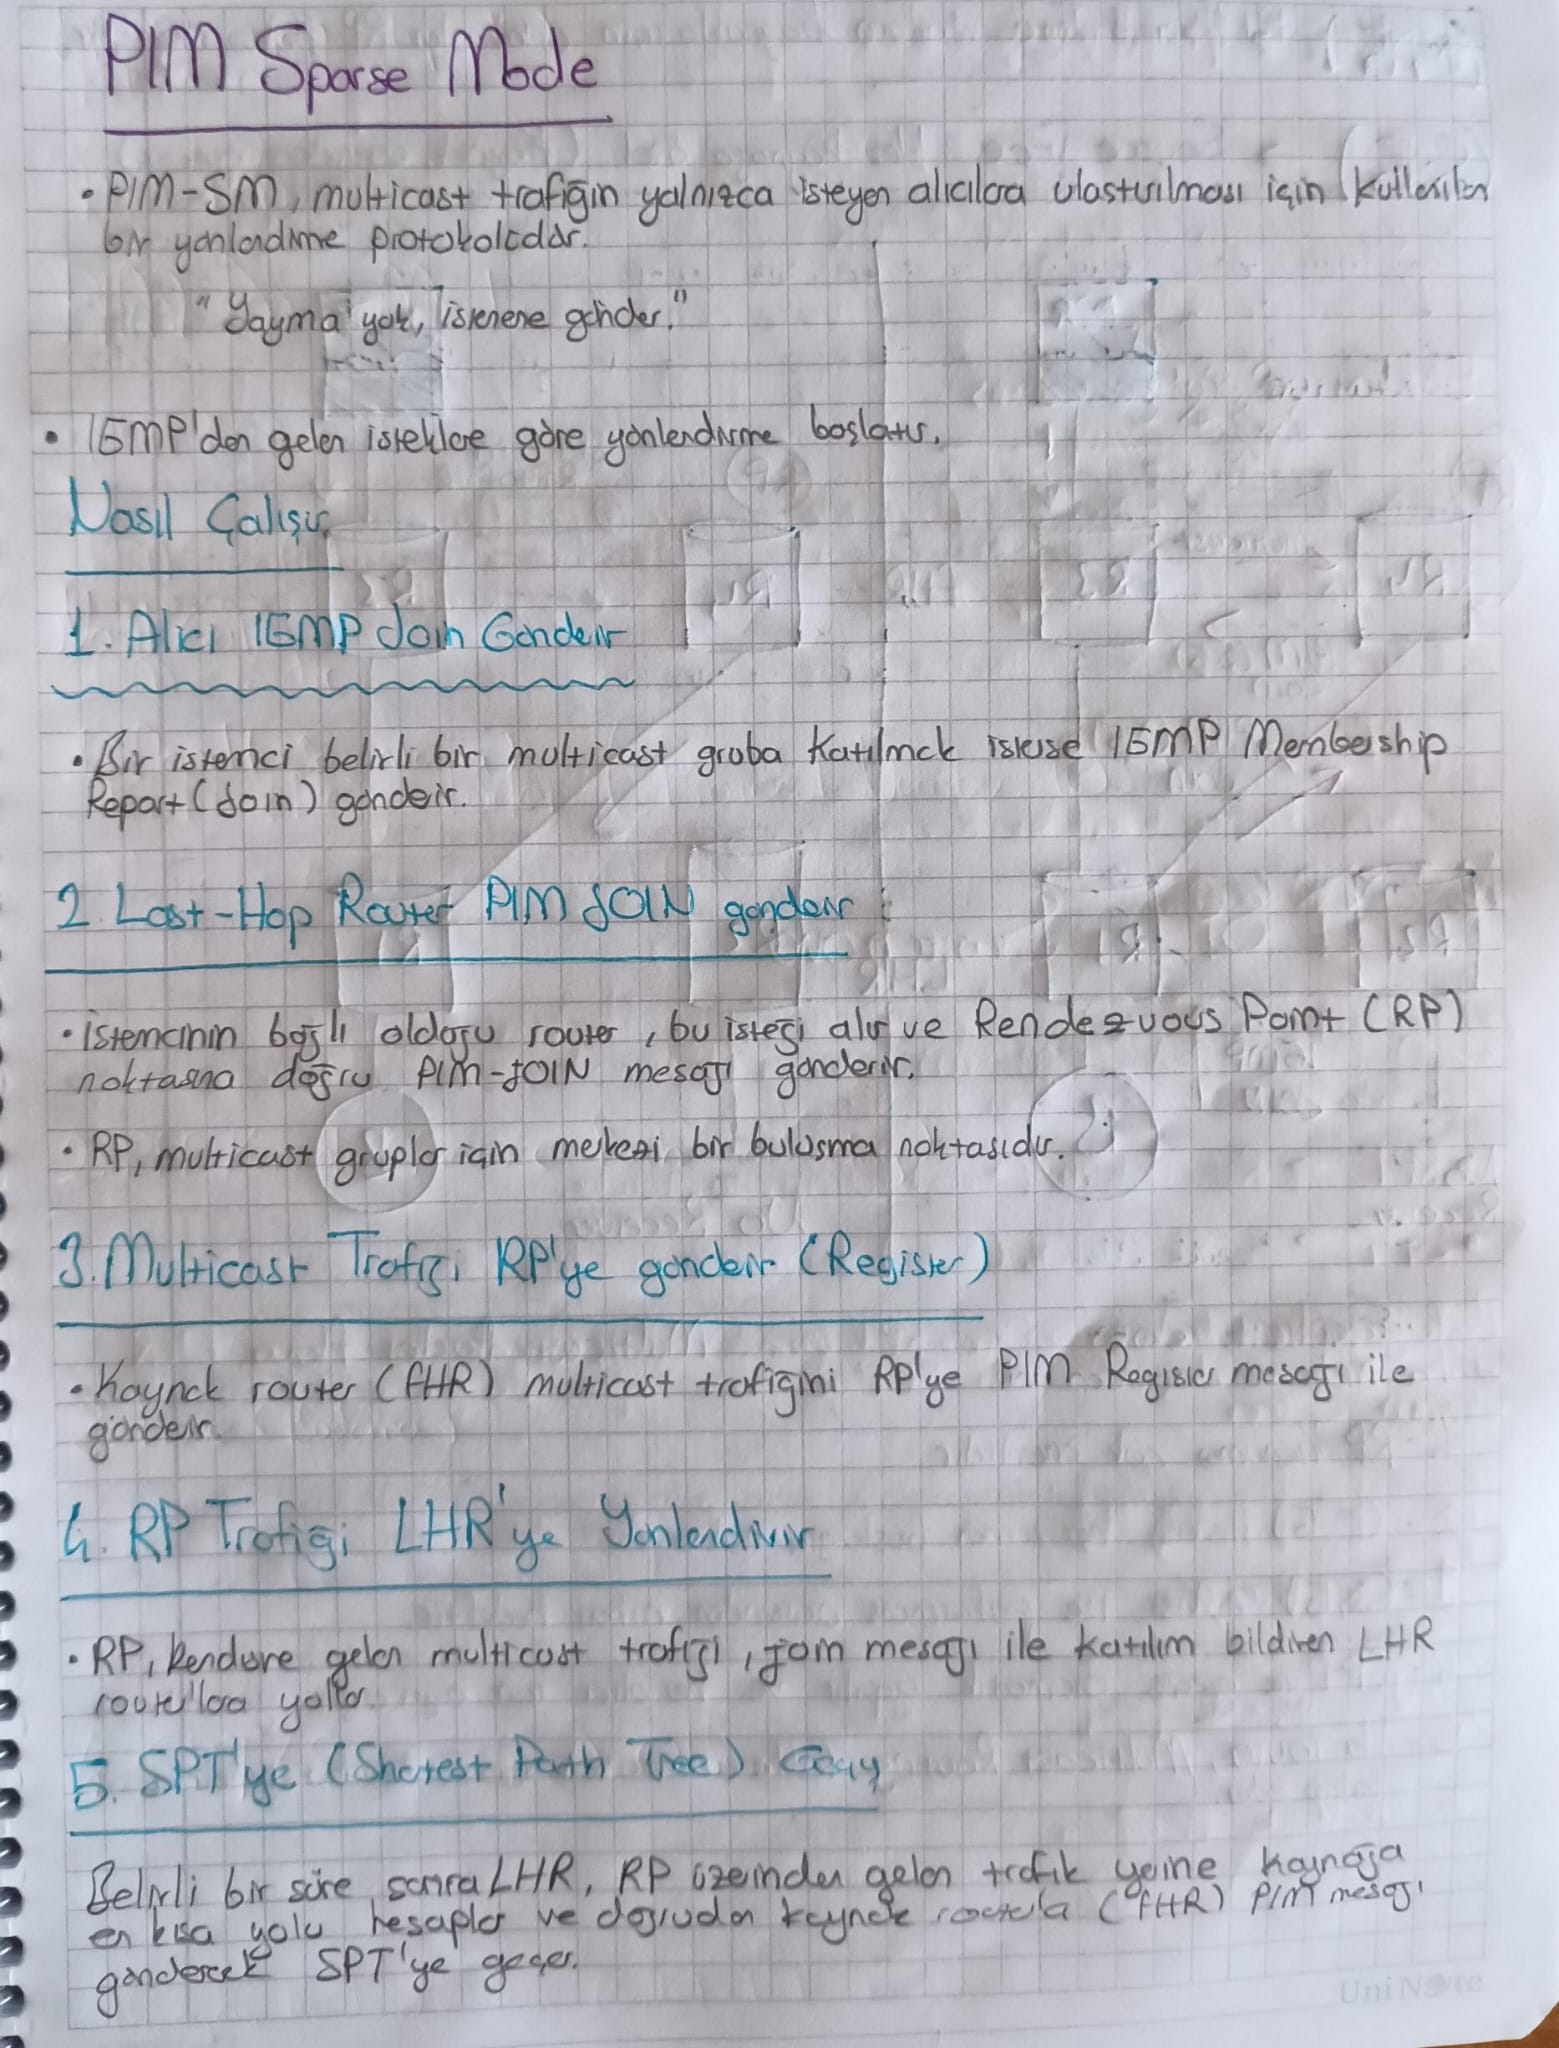 PIM Sparse Mode
• PIM-SM, multicast trafiğin yalnızca isteyen alıcılara ulaştırılması için kullanılan
bir yönlendirme protokolüdür.
"Yayma yok, istenene gönder."
• IGMP'den gelen isteklere göre yönlendirme başlatır.
Nasıl Çalışır
1. Alıcı IGMP Join Gönderir
• Bir istemci belirli bir multicast gruba katılmak isterse IGMP Membership
Report (Join) gönderir.
2. Last-Hop Router PIM JOIN gönderir
• istemcinin bağlı olduğu router, bu isteği alır ve Rendezvous Point (RP)
noktasına doğru PIM-JOIN mesajı gönderir.
• RP, multicast gruplar için merkezi bir buluşma noktasıdır.
3. Multicast Trafiği RP'ye gönderir (Register)
• Kaynak router (FHR) multicast trafiğini RP'ye PIM Register mesajı ile
gönderir.
4. RP Trafiği LHR'ye Yönlendirir
• RP, kendine gelen multicast trafiği, join mesajı ile katılım bildiren LHR
router'lara yollar.
5. SPT'ye (Shortest Path Tree) Geçiş
Belirli bir süre sonra LHR, RP üzerinden gelen trafik yerine kaynağa
en kısa yolu hesaplar ve doğrudan kaynak routera (FHR) PIM mesajı
gönderecek SPT'ye geçer.
UniNote